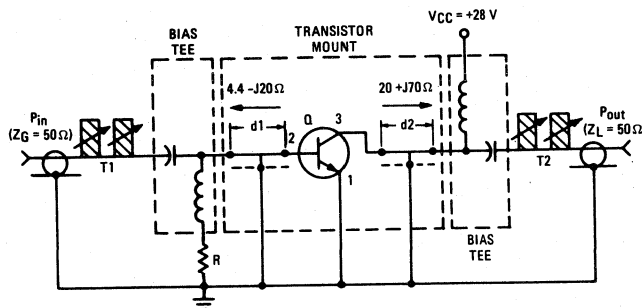 BIAS
TEE
TRANSISTOR
MOUNT
VCC = +28 V
BIAS
TEE
4.4 –J20Ω
20 +J70Ω
d1
2
Q
3
1
d2
Pin
(ZG = 50Ω)
T1
Pout
(ZL = 50Ω)
T2
R